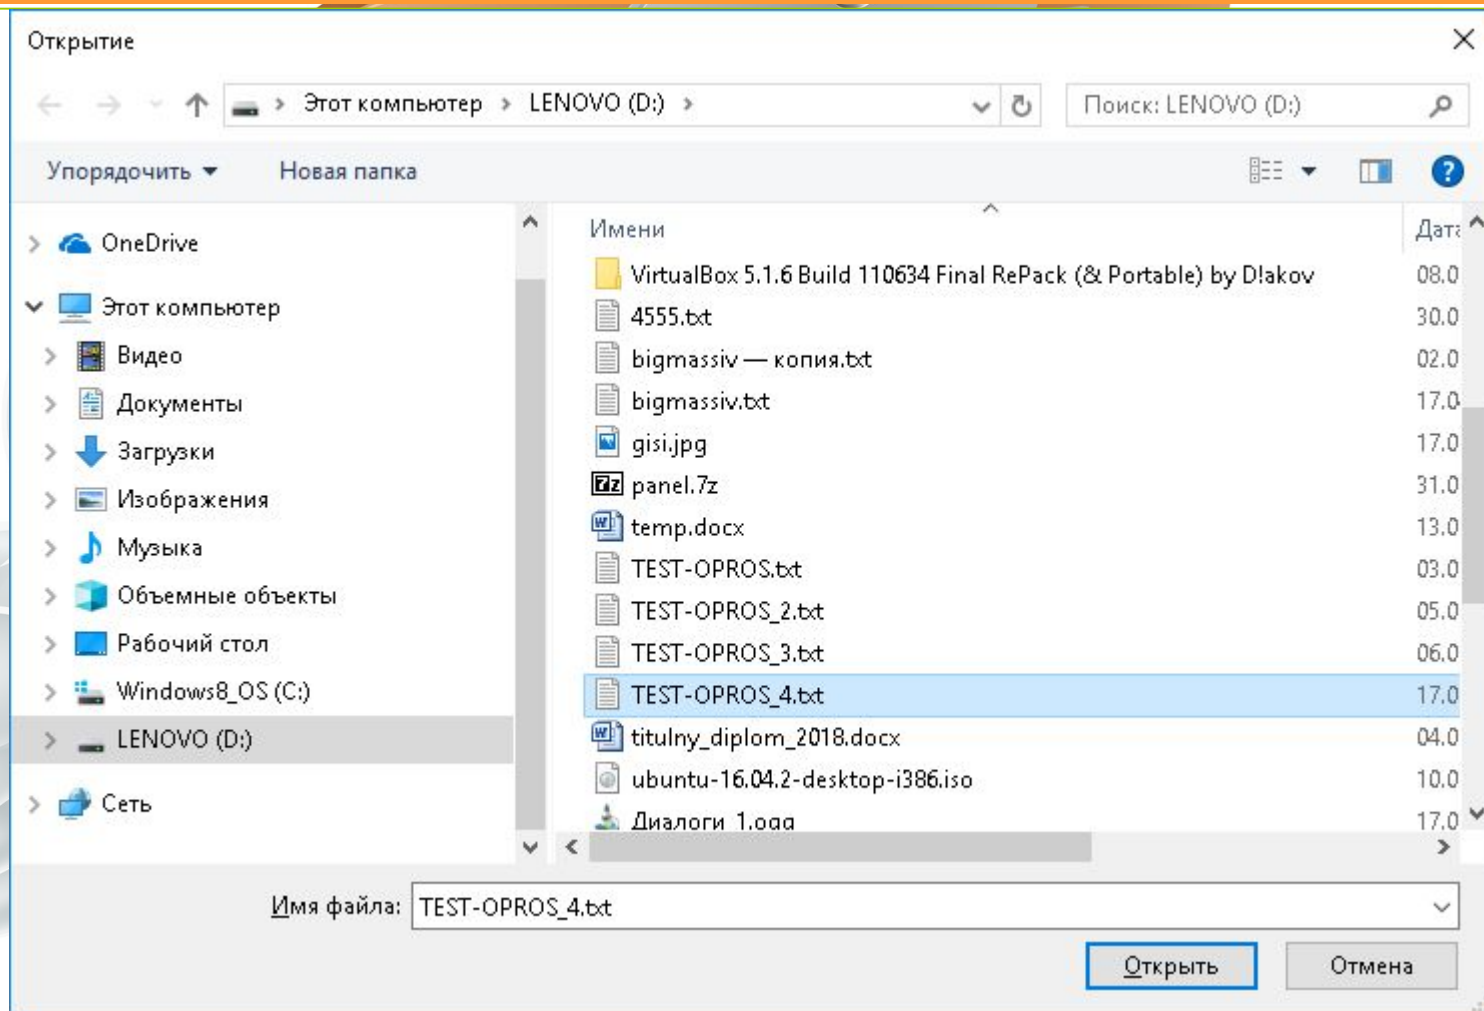 Открытие
Этот компьютер > LENOVO (D:) >
Поиск: LENOVO (D:)
Упорядочить
Новая папка
OneDrive
Этот компьютер
Видео
Документы
Загрузки
Изображения
Музыка
Объемные объекты
Рабочий стол
Windows8_OS (C:)
LENOVO (D:)
Сеть
Имени
VirtualBox 5.1.6 Build 110634 Final RePack (& Portable) by D!akov 08.0
4555.txt 30.0
bigmassiv — копия.txt 02.0
bigmassiv.txt 17.0
gisi.jpg 17.0
panel.7z 31.0
temp.docx 13.0
TEST-OPROS.txt 03.0
TEST-OPROS_2.txt 05.0
TEST-OPROS_3.txt 06.0
TEST-OPROS_4.txt 17.0
titulny_diplom_2018.docx 04.0
ubuntu-16.04.2-desktop-i386.iso 10.0
Диалоги_1.ogg 17.0
Имя файла: TEST-OPROS_4.txt
Открыть
Отмена